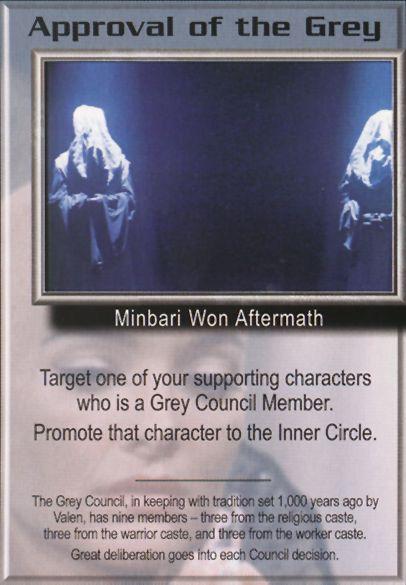 Approval of the Grey
Minbari Won Aftermath
Target one of your supporting characters
who is a Grey Council Member.
Promote that character to the Inner Circle.
The Grey Council, in keeping with tradition set 1,000 years ago by
Valen, has nine members – three from the religious caste,
three from the warrior caste, and three from the worker caste.
Great deliberation goes into each Council decision.